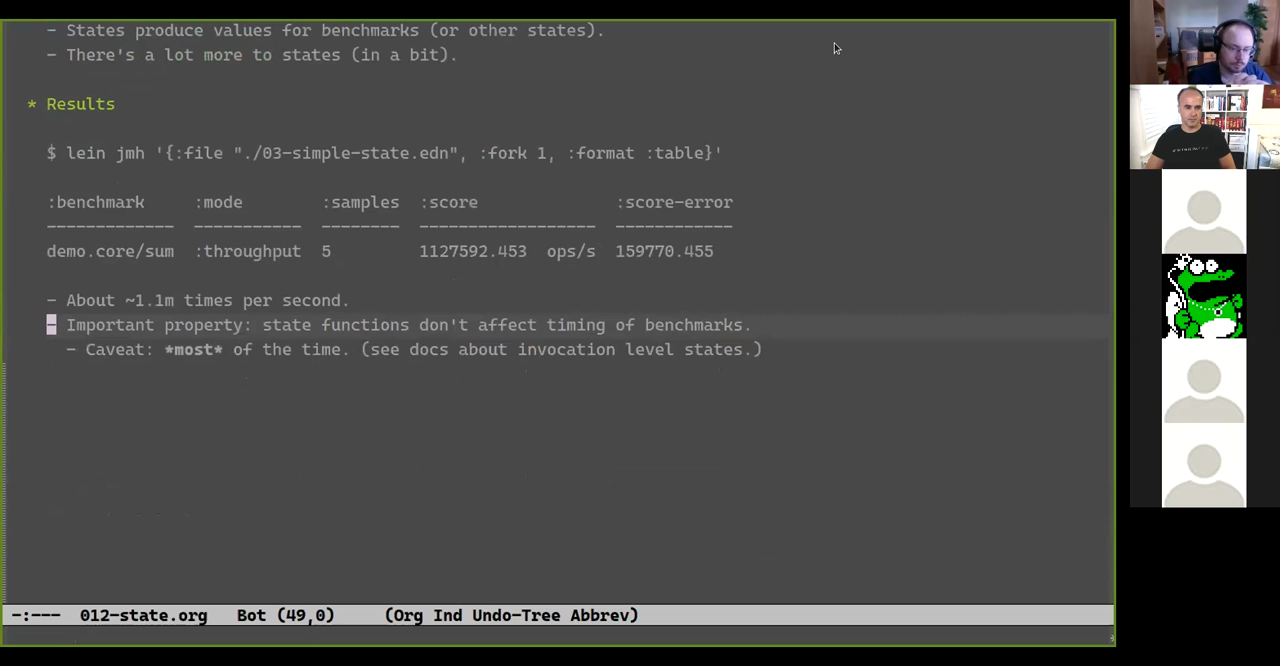 - States produce values for benchmarks (or other states).
- There's a lot more to states (in a bit).
* Results
$ lein jmh '{:file "./03-simple-state.edn", :fork 1, :format :table}'
:benchmark :mode :samples :score :score-error
------------- ----------- -------- ------------------ ------------
demo.core/sum :throughput 5 1127592.453 ops/s 159770.455
- About ~1.1m times per second.
- Important property: state functions don't affect timing of benchmarks.
- Caveat: *most* of the time. (see docs about invocation level states.)
-:--- 012-state.org Bot (49,0) (Org Ind Undo-Tree Abbrev)